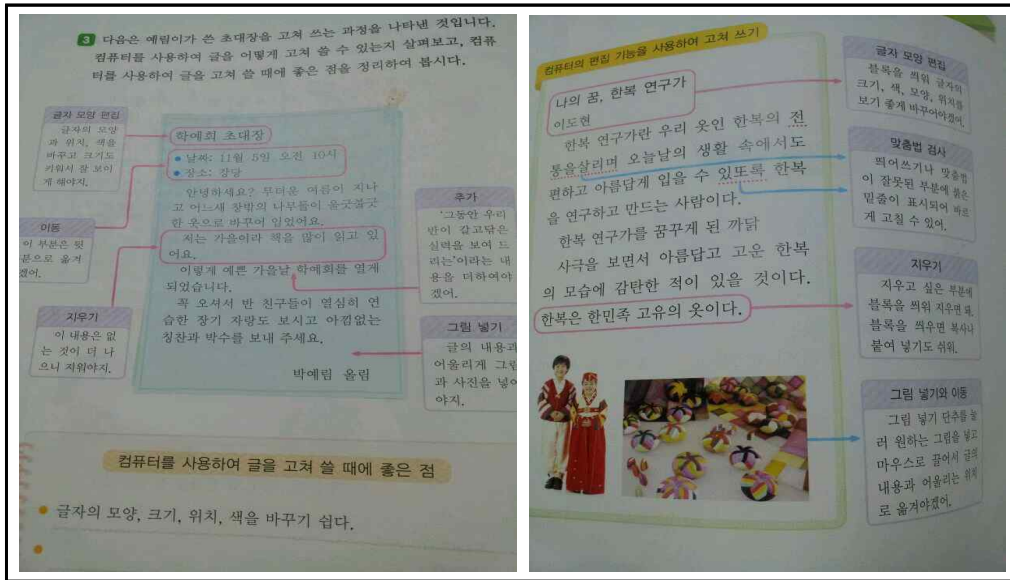 3 다음은 예림이가 쓴 초대장을 고쳐 쓰는 과정을 나타낸 것입니다.
컴퓨터를 사용하여 글을 어떻게 고쳐 쓸 수 있는지 살펴보고, 컴퓨
터를 사용하여 글을 고쳐 쓸 때에 좋은 점을 정리하여 봅시다.
글자 모양 편집
글자의 모양
과 위치, 색을
바꾸고 크기도
키워서 잘 보이
게 해야지.
이동
이 부분은 뒷
부분으로 옮겨
겠어.
지우기
이 내용은 없
는 것이 더 나
으니 지워야지.
학예회 초대장
• 날짜: 11월 5일 오전 10시
• 장소: 강당
안녕하세요? 무더운 여름이 지나
고 어느새 창밖의 나무들이 울긋불긋
한 옷으로 바꾸어 입었어요.
저는 가을이라 책을 많이 읽고 있
어요.
이렇게 예쁜 가을날 학예회를 열게
되었습니다.
꼭 오셔서 반 친구들이 열심히 연
습한 장기 자랑도 보시고 아낌없는
칭찬과 박수를 보내 주세요.
박예림 올림
추가
'그동안 우리
반이 갈고닦은
실력을 보여 드
리는'이라는 내
용을 더하여야
겠어.
그림 넣기
글의 내용과
어울리게 그림
과 사진을 넣어
야지.
컴퓨터를 사용하여 글을 고쳐 쓸 때에 좋은 점
• 글자의 모양, 크기, 위치, 색을 바꾸기 쉽다.
컴퓨터의 편집 기능을 사용하여 고쳐 쓰기
나의 꿈, 한복 연구가
이도현
한복 연구가란 우리 옷인 한복의 전
통을살리며 오늘날의 생활 속에서도
편하고 아름답게 입을 수 있또록 한복
을 연구하고 만드는 사람이다.
한복 연구가를 꿈꾸게 된 까닭
사극을 보면서 아름답고 고운 한복
의 모습에 감탄한 적이 있을 것이다.
한복은 한민족 고유의 옷이다.
글자 모양 편집
블록을 씌워 글자의
크기, 색, 모양, 위치를
보기 좋게 바꾸어야겠어.
맞춤법 검사
띄어쓰기나 맞춤법
이 잘못된 부분에 붉은
밑줄이 표시되어 바르
게 고칠 수 있어.
지우기
지우고 싶은 부분에
블록을 씌워 지우면 돼.
블록을 씌우면 복사나
붙여 넣기도 쉬워.
그림 넣기와 이동
그림 넣기 단추를 눌
러 원하는 그림을 넣고
마우스로 끌어서 글의
내용과 어울리는 위치
로 옮겨야겠어.